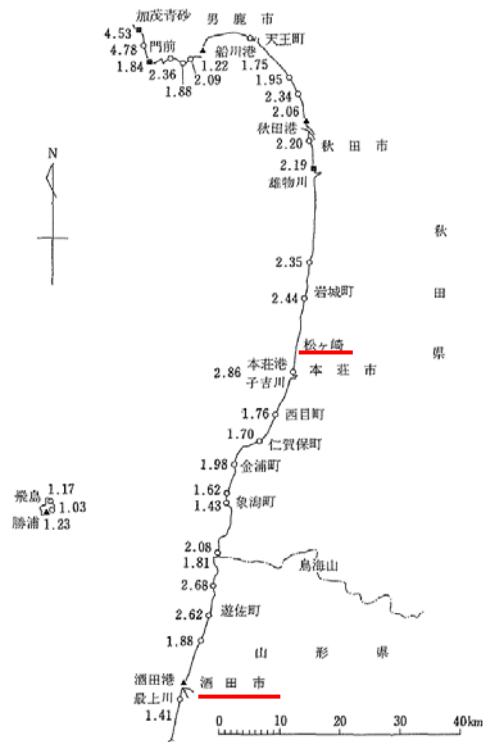 加茂青砂 男鹿市
4.53
門前 船川港 天王町
4.78
1.84 2.36 1.88 2.09 1.22 1.75
1.95
2.34
2.06
秋田港
2.20 秋田市
2.19
雄物川
N
秋田県
2.35
2.44 岩城町
松ヶ崎
本荘港
2.86 本荘市
子吉川
1.76 西目町
1.70 仁賀保町
1.98 金浦町
1.62
1.43 象潟町
飛島 1.17
1.03
勝浦 1.23
2.08
1.81 鳥海山
2.68
2.62 遊佐町
1.88 山形県
酒田港 酒田市
最上川
1.41
0 10 20 30 40km